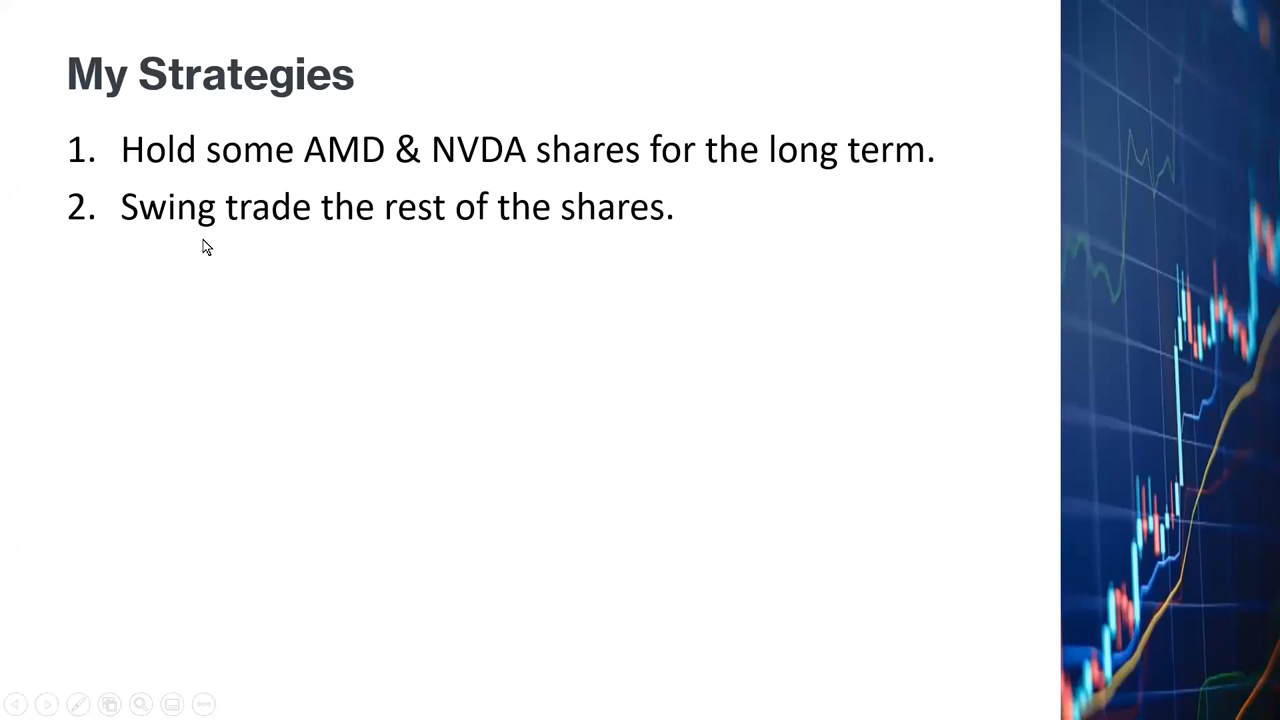 My Strategies
1. Hold some AMD & NVDA shares for the long term.
2. Swing trade the rest of the shares.